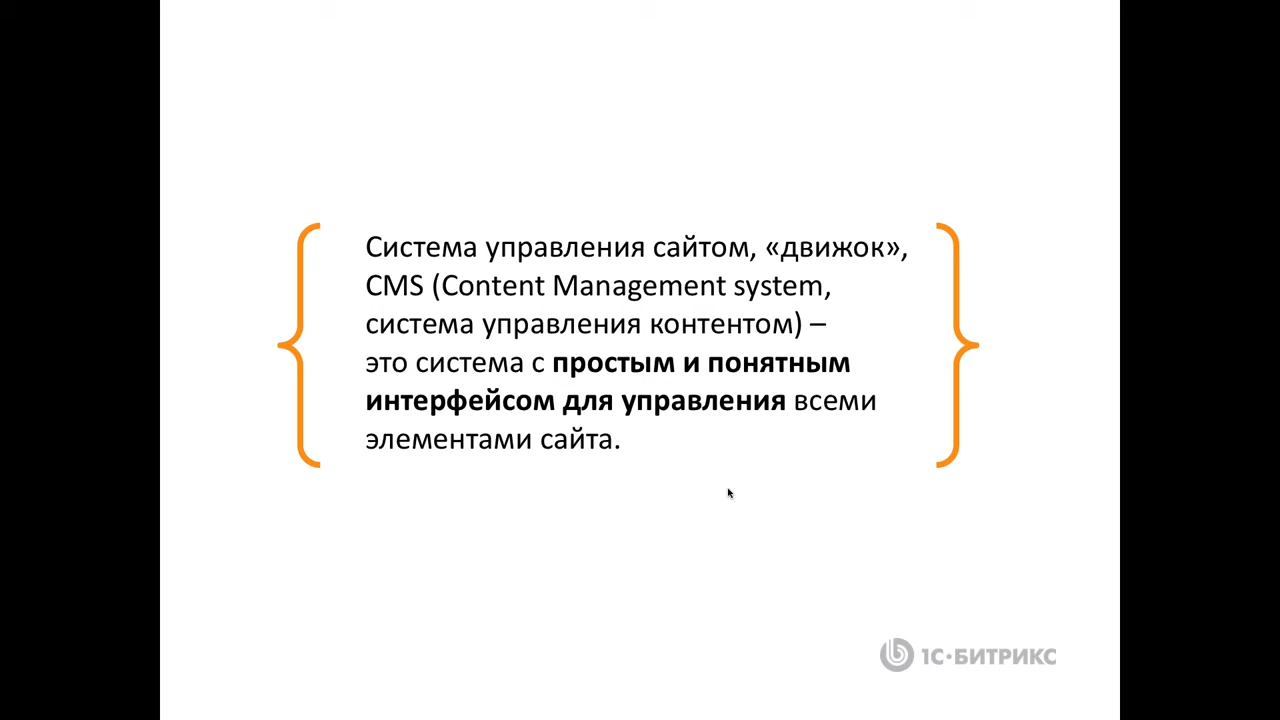 Система управления сайтом, «движок»,
CMS (Content Management system,
система управления контентом) –
это система с простым и понятным
интерфейсом для управления всеми
элементами сайта.
1С·БИТРИКС